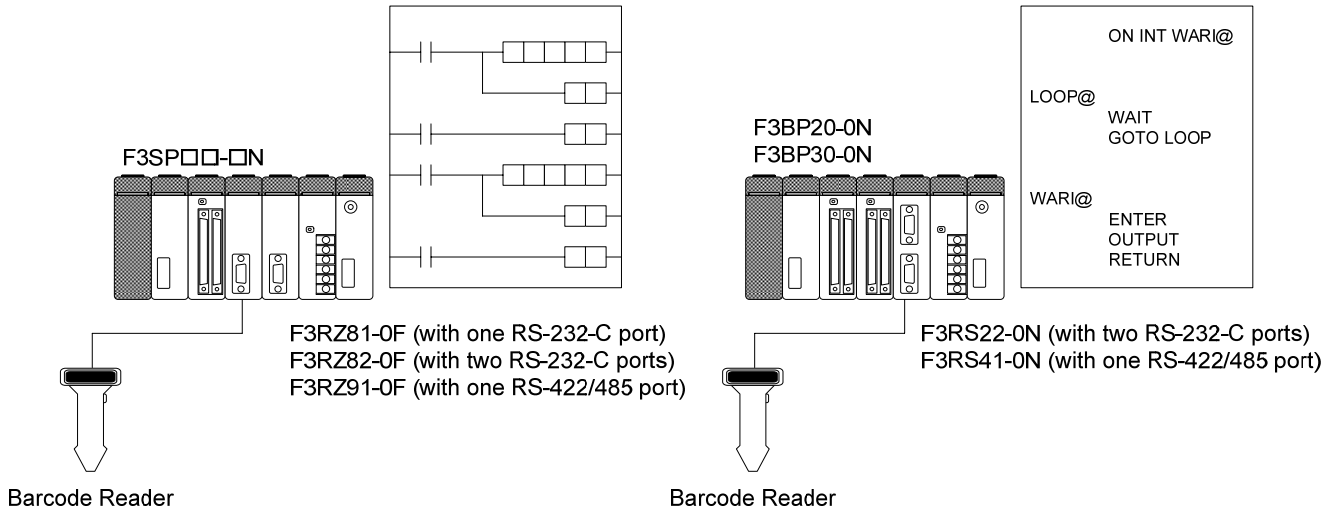 F3SP□□-□N
F3RZ81-0F (with one RS-232-C port)
F3RZ82-0F (with two RS-232-C ports)
F3RZ91-0F (with one RS-422/485 port)
Barcode Reader
F3BP20-0N
F3BP30-0N
ON INT WARI@
LOOP@
WAIT
GOTO LOOP
WARI@
ENTER
OUTPUT
RETURN
F3RS22-0N (with two RS-232-C ports)
F3RS41-0N (with one RS-422/485 port)
Barcode Reader